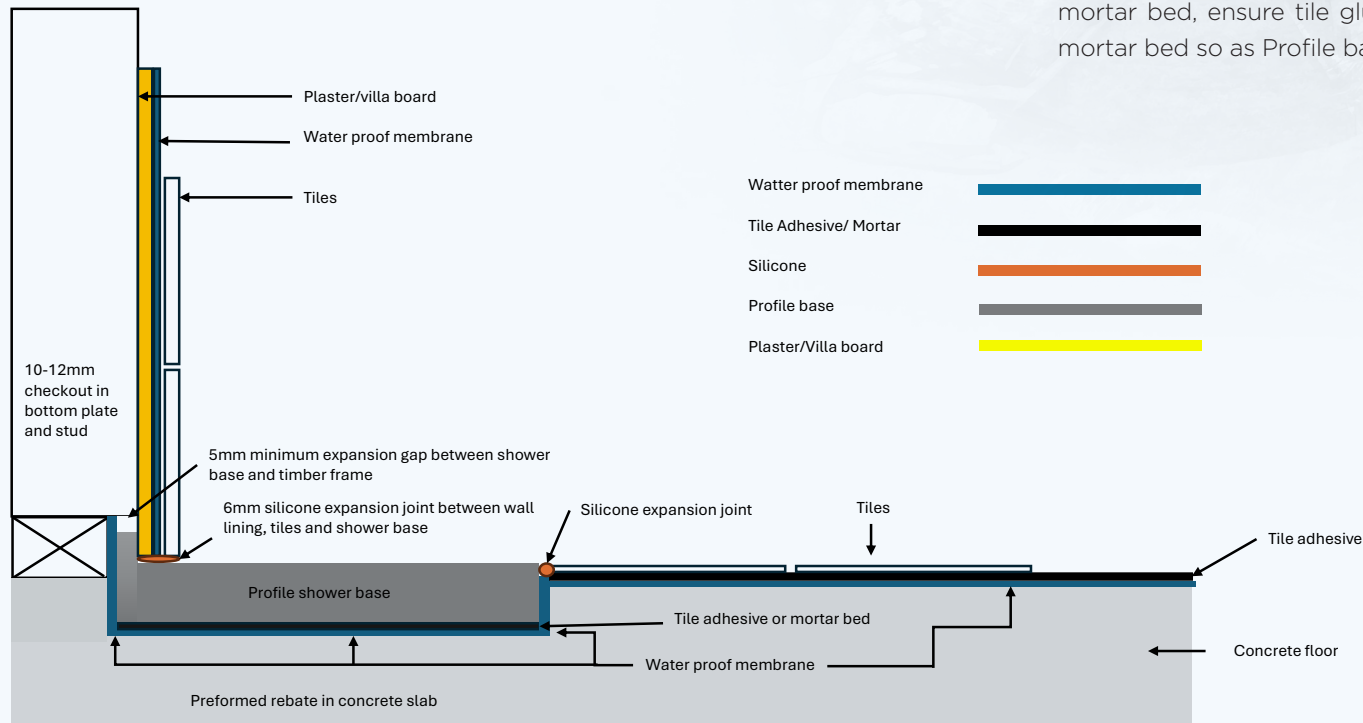 mortar bed, ensure tile
mortar bed so as Profile
Plaster/villa board
Water proof membrane
Tiles
Watter proof membrane
Tile Adhesive/ Mortar
Silicone
Profile base
Plaster/Villa board
10-12mm
checkout in
bottom plate
and stud
5mm minimum expansion gap between shower
base and timber frame
6mm silicone expansion joint between wall
lining, tiles and shower base
Silicone expansion joint
Tiles
Tile adhesive
Profile shower base
Tile adhesive or mortar bed
Water proof membrane
Concrete floor
Preformed rebate in concrete slab